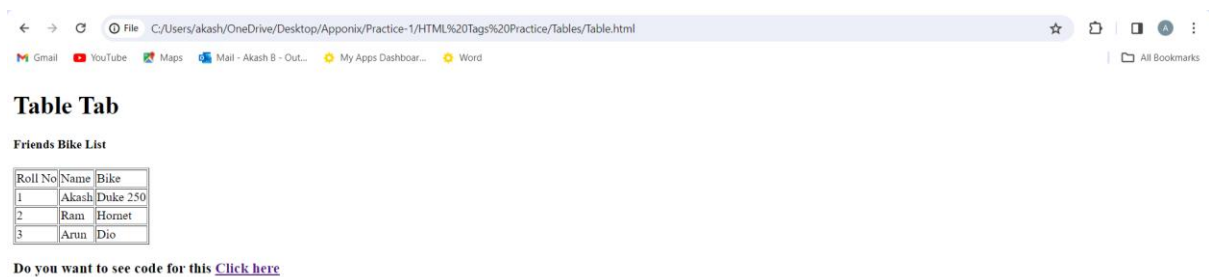 File C:/Users/akash/OneDrive/Desktop/Apponix/Practice-1/HTML%20Tags%20Practice/Tables/Table.html
A
Gmail YouTube Maps Mail - Akash B - Out... My Apps Dashboar... Word All Bookmarks
Table Tab
Friends Bike List
Roll No Name Bike
1 Akash Duke 250
2 Ram Hornet
3 Arun Dio
Do you want to see code for this Click here